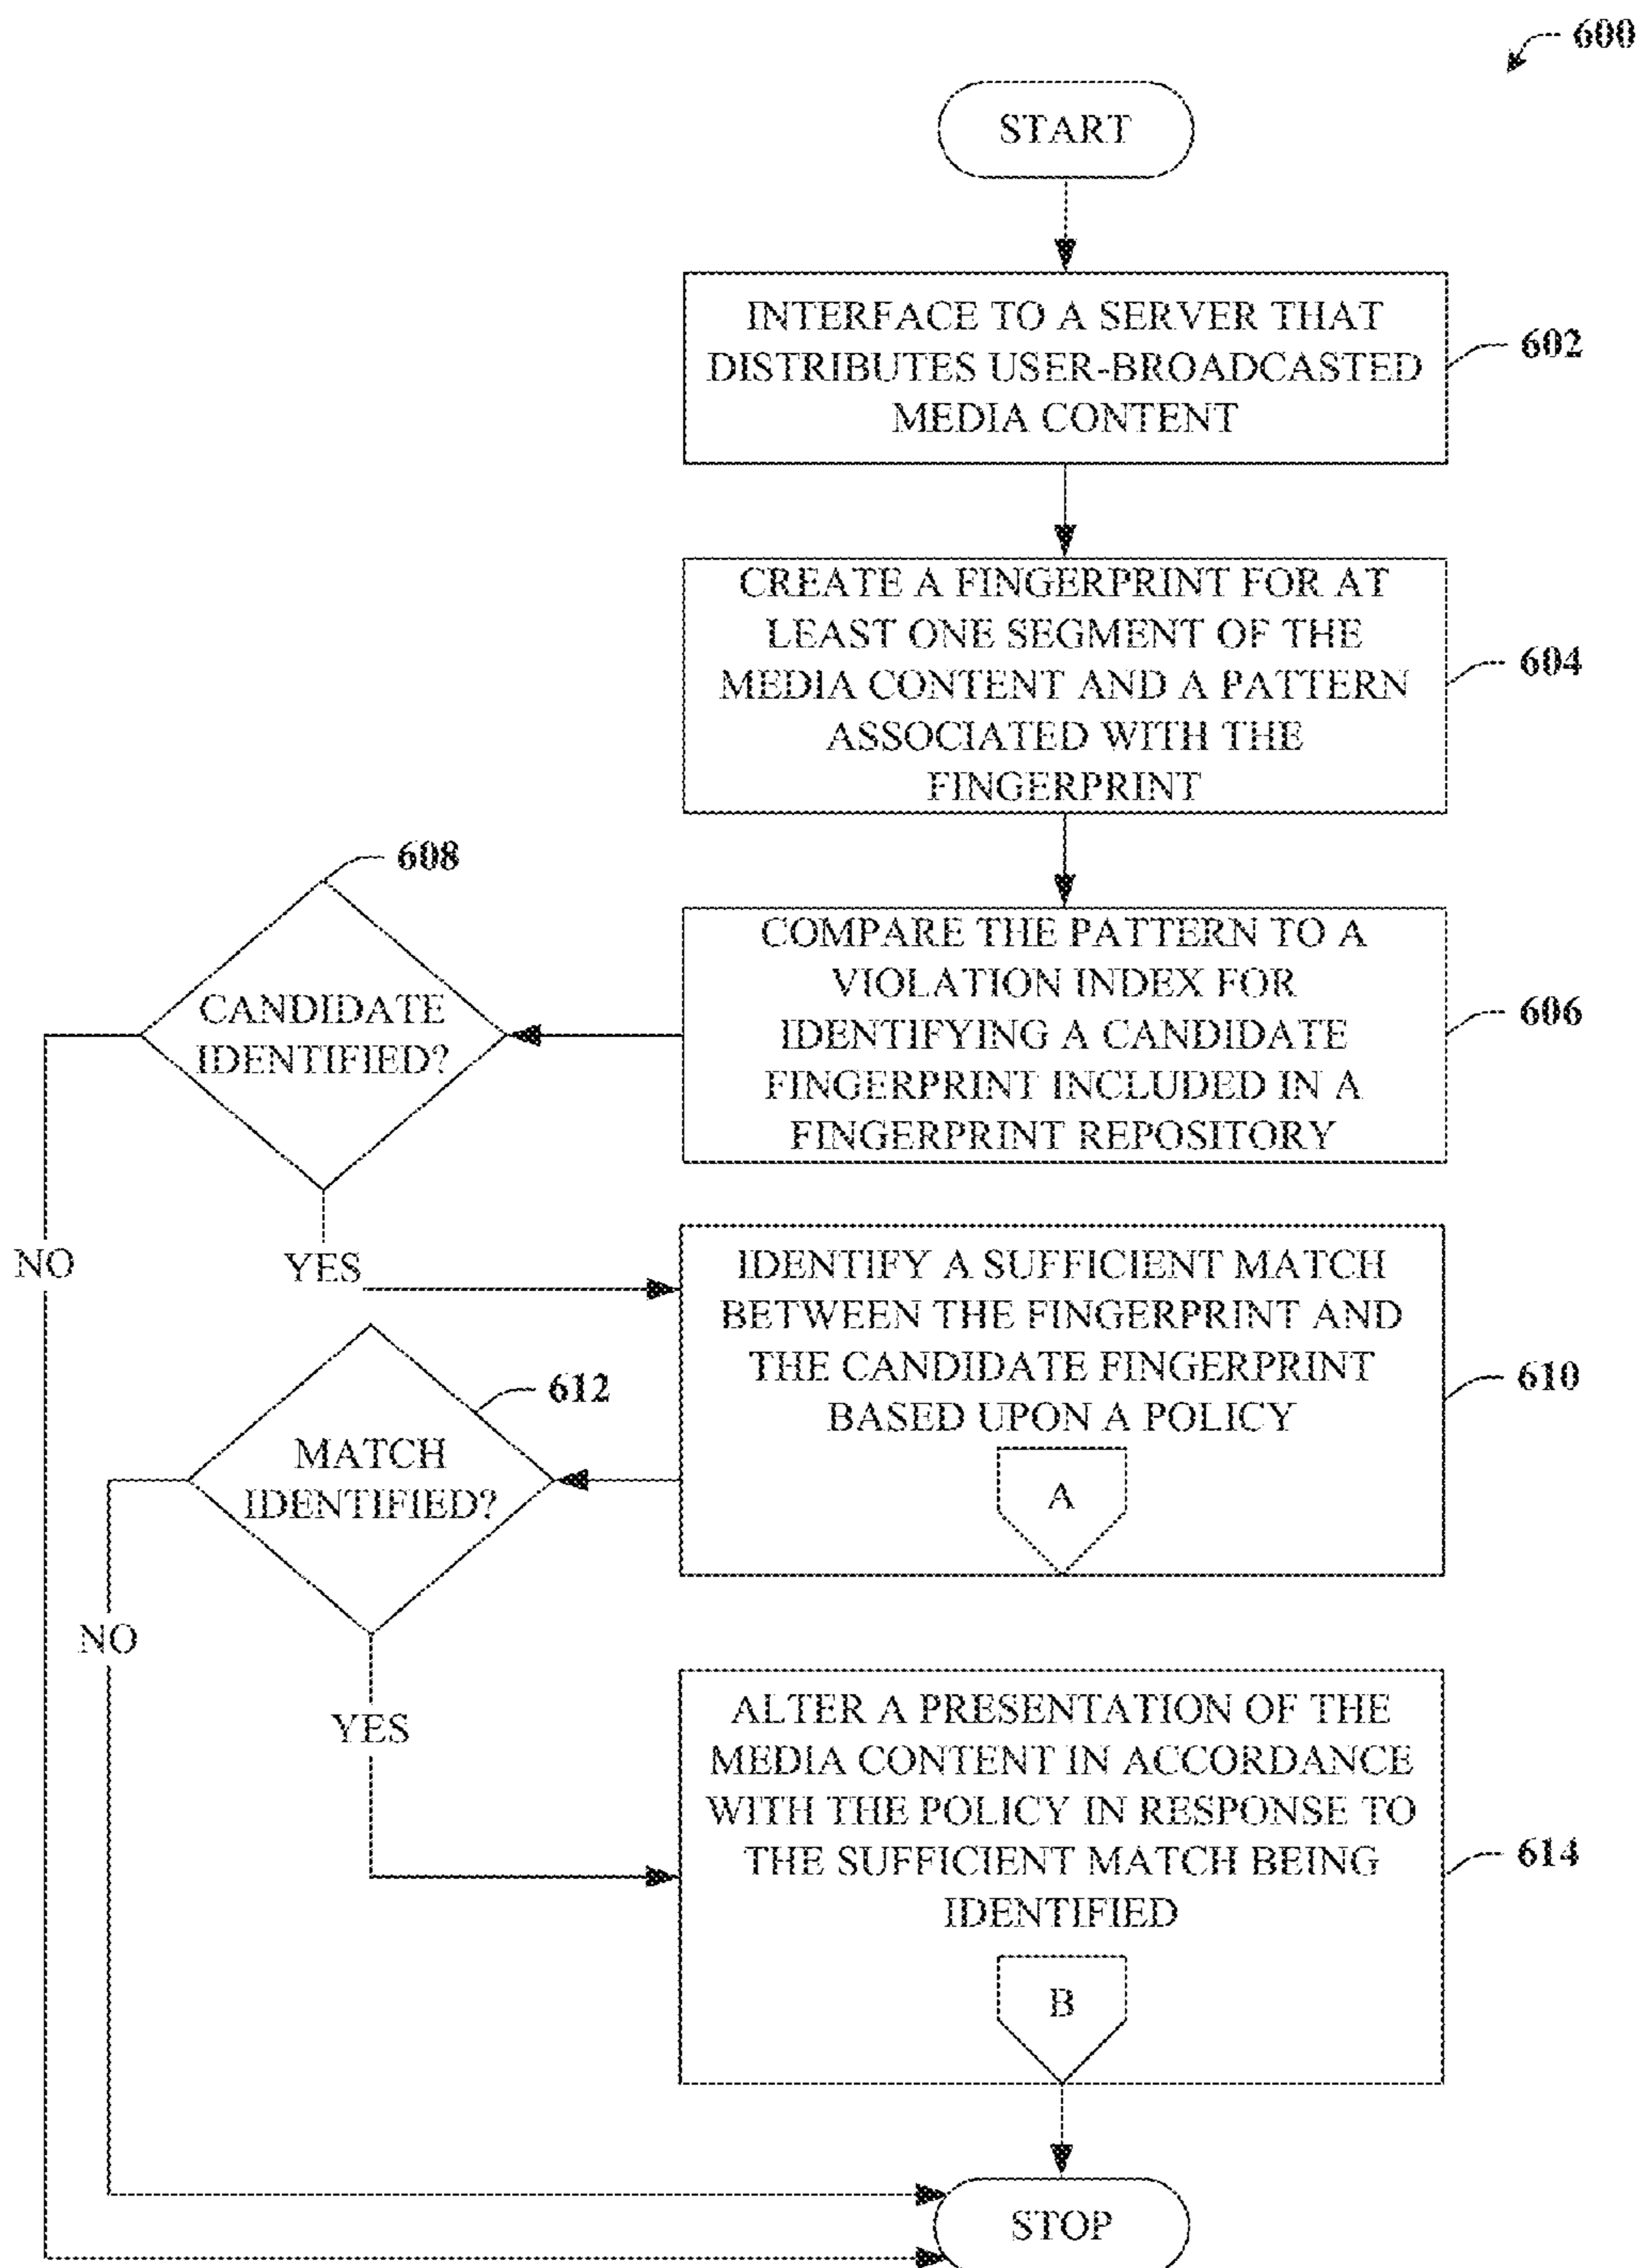 600
START
INTERFACE TO A SERVER THAT
DISTRIBUTES USER-BROADCASTED
MEDIA CONTENT
602
CREATE A FINGERPRINT FOR AT
LEAST ONE SEGMENT OF THE
MEDIA CONTENT AND A PATTERN
ASSOCIATED WITH THE
FINGERPRINT
604
608
CANDIDATE
IDENTIFIED?
COMPARE THE PATTERN TO A
VIOLATION INDEX FOR
IDENTIFYING A CANDIDATE
FINGERPRINT INCLUDED IN A
FINGERPRINT REPOSITORY
606
NO
YES
IDENTIFY A SUFFICIENT MATCH
BETWEEN THE FINGERPRINT AND
THE CANDIDATE FINGERPRINT
BASED UPON A POLICY
A
610
612
MATCH
IDENTIFIED?
NO
YES
ALTER A PRESENTATION OF THE
MEDIA CONTENT IN ACCORDANCE
WITH THE POLICY IN RESPONSE TO
THE SUFFICIENT MATCH BEING
IDENTIFIED
B
614
STOP